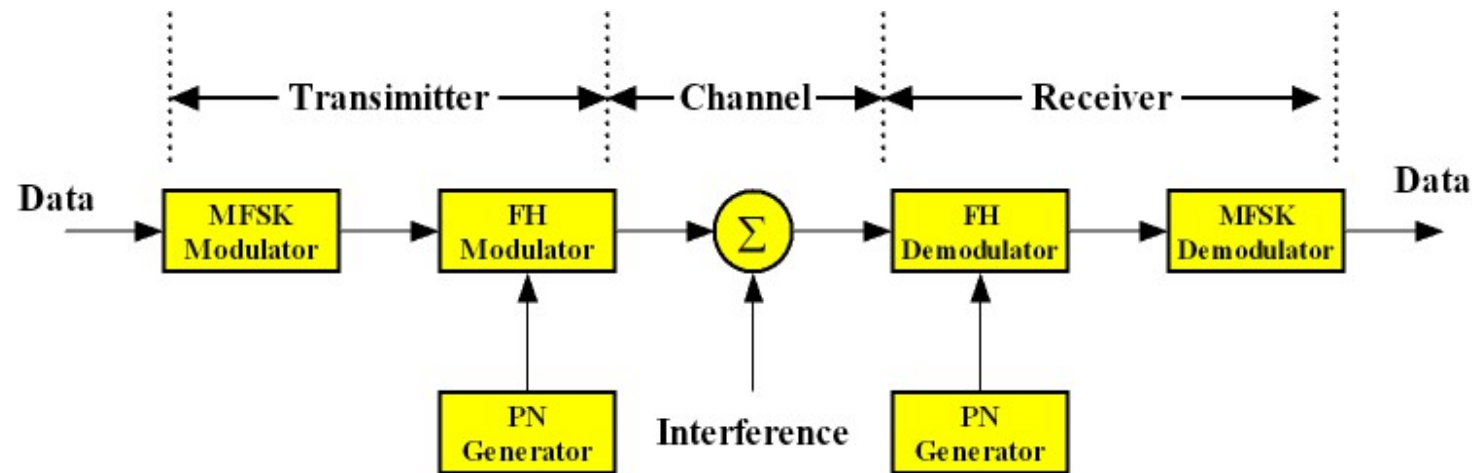 Transimitter
Channel
Receiver
Data
MFSK
Modulator
FH
Modulator
Σ
FH
Demodulator
MFSK
Demodulator
Data
PN
Generator
Interference
PN
Generator